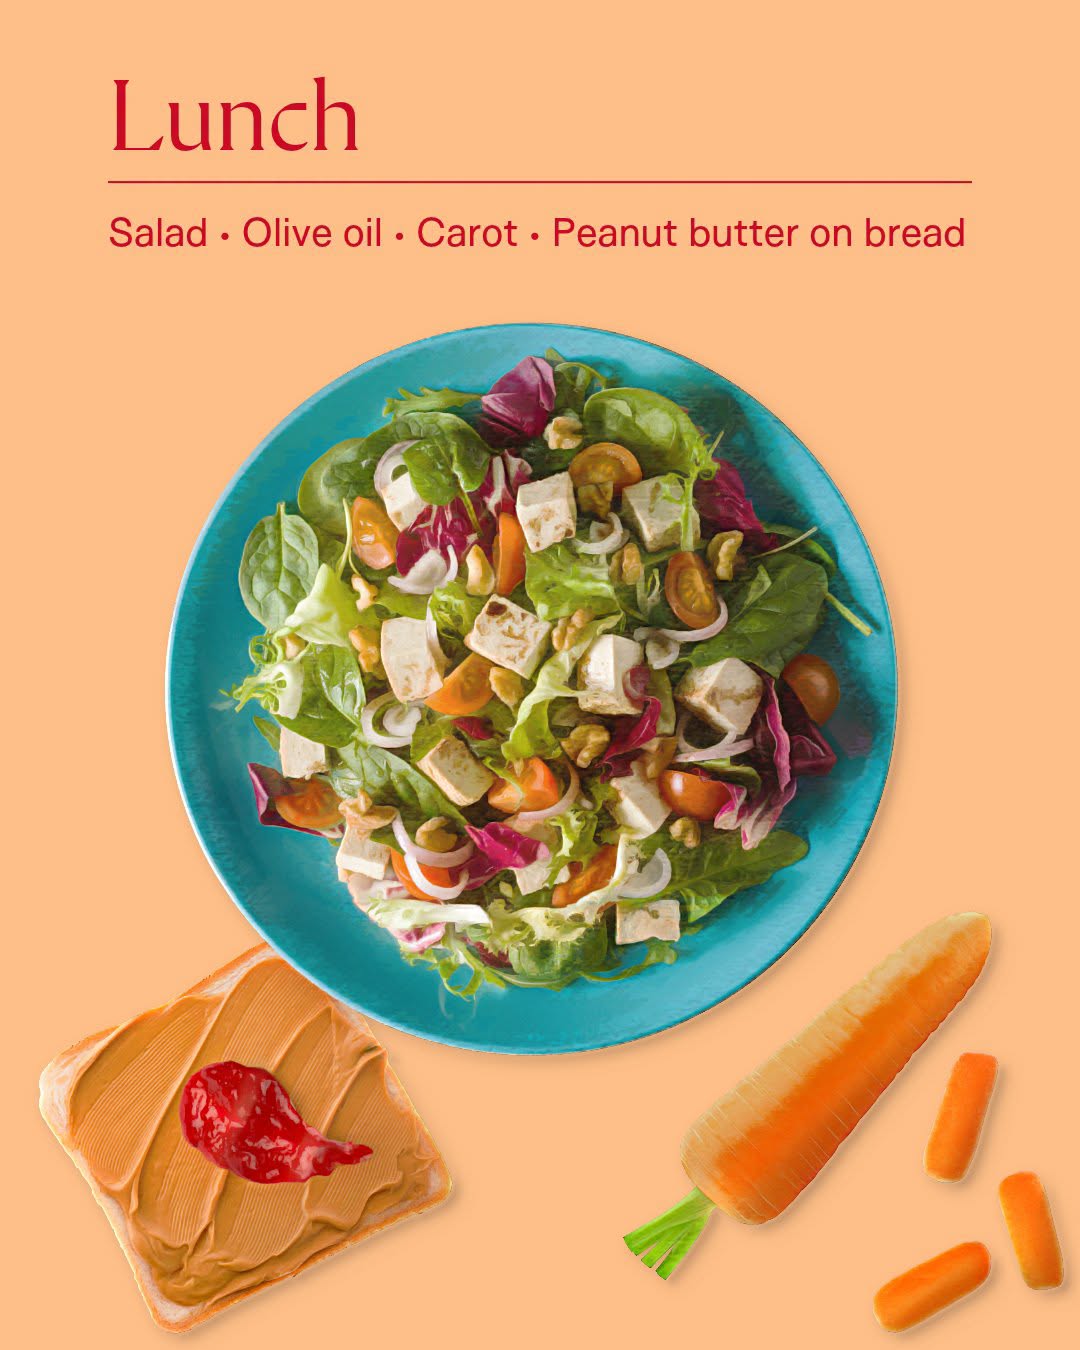 Lunch
Salad • Olive oil • Carot • Peanut butter on bread